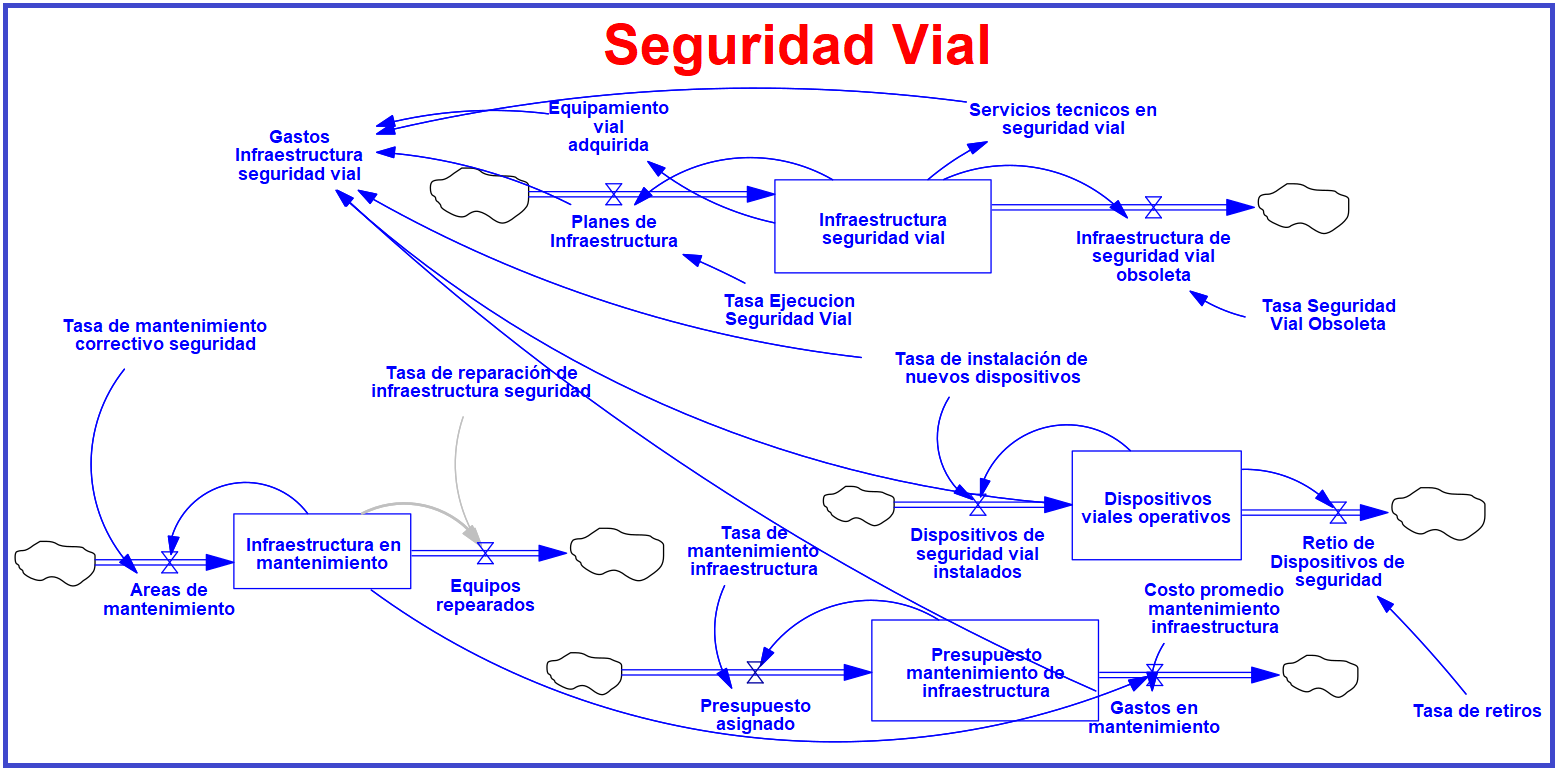 Seguridad Vial
Equipamiento
vial
adquirida
Servicios tecnicos en
seguridad vial
Gastos
Infraestructura
seguridad vial
Planes de
Infraestructura
Infraestructura
seguridad vial
Infraestructura de
seguridad vial
obsoleta
Tasa Ejecucion
Seguridad Vial
Tasa Seguridad
Vial Obsoleta
Tasa de mantenimiento
correctivo seguridad
Tasa de reparación de
infraestructura seguridad
Tasa de instalación de
nuevos dispositivos
Dispositivos
viales operativos
Infraestructura en
mantenimiento
Tasa de
mantenimiento
infraestructura
Dispositivos de
seguridad vial
instalados
Retio de
Dispositivos de
seguridad
Areas de
mantenimiento
Equipos
repearados
Costo promedio
mantenimiento
infraestructura
Presupuesto
mantenimiento de
infraestructura
Presupuesto
asignado
Gastos en
mantenimiento
Tasa de retiros